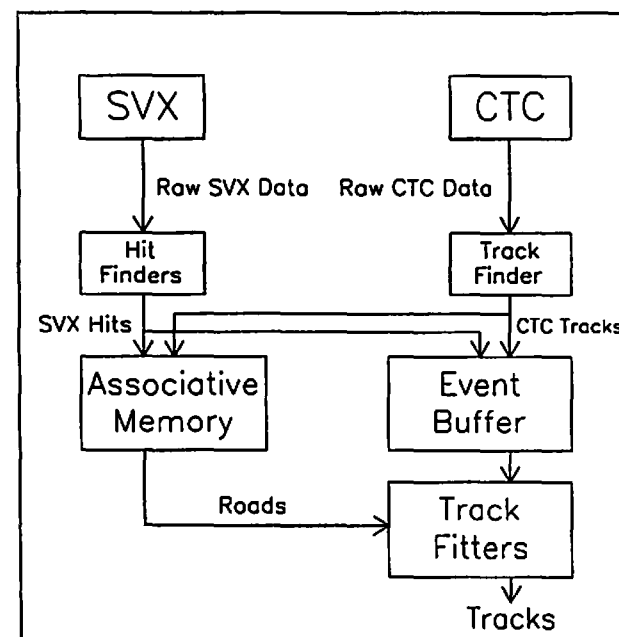 SVX
CTC
Raw SVX Data
Raw CTC Data
Hit
Finders
Track
Finder
SVX Hits
CTC Tracks
Associative
Memory
Event
Buffer
Roads
Track
Fitters
Tracks